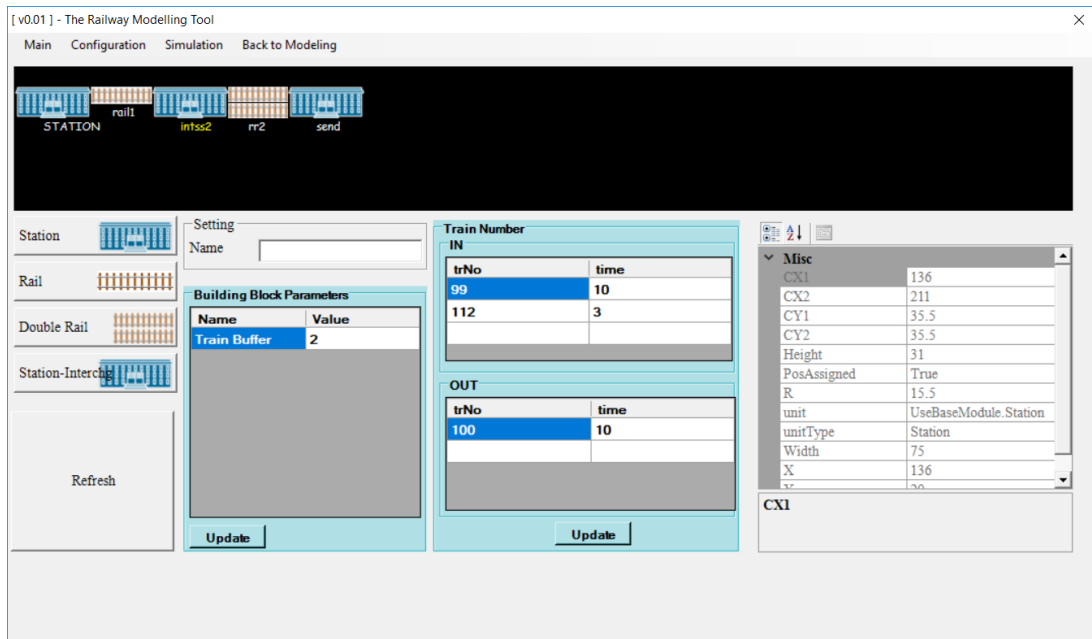 [ v0.01 ] - The Railway Modelling Tool
Main Configuration Simulation Back to Modeling
rail1
STATION intss2 rr2 send
Station
Rail
Double Rail
Station-Interchg
Refresh
Setting
Name
Building Block Parameters
Name Value
Train Buffer 2
Update
Train Number
IN
trNo time
99 10
112 3
OUT
trNo time
100 10
Update
Misc
CX1 136
CX2 211
CY1 35.5
CY2 35.5
Height 31
PosAssigned True
R 15.5
unit UseBaseModule.Station
unitType Station
Width 75
X 136
CX1